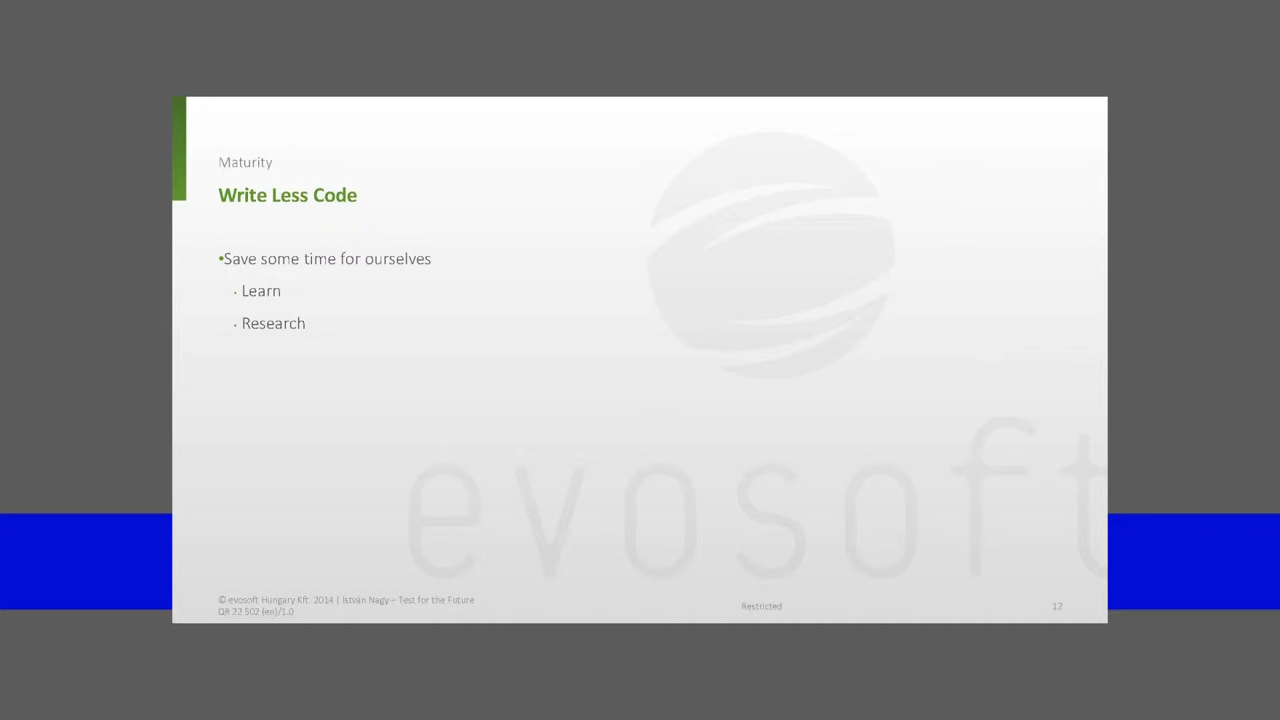 Maturity
Write Less Code
•Save some time for ourselves
· Learn
· Research
evosoft
© evosoft Hungary Kft. 2014 | István Nagy – Test for the Future
QR 22 502 (en)/1.0
Restricted
12